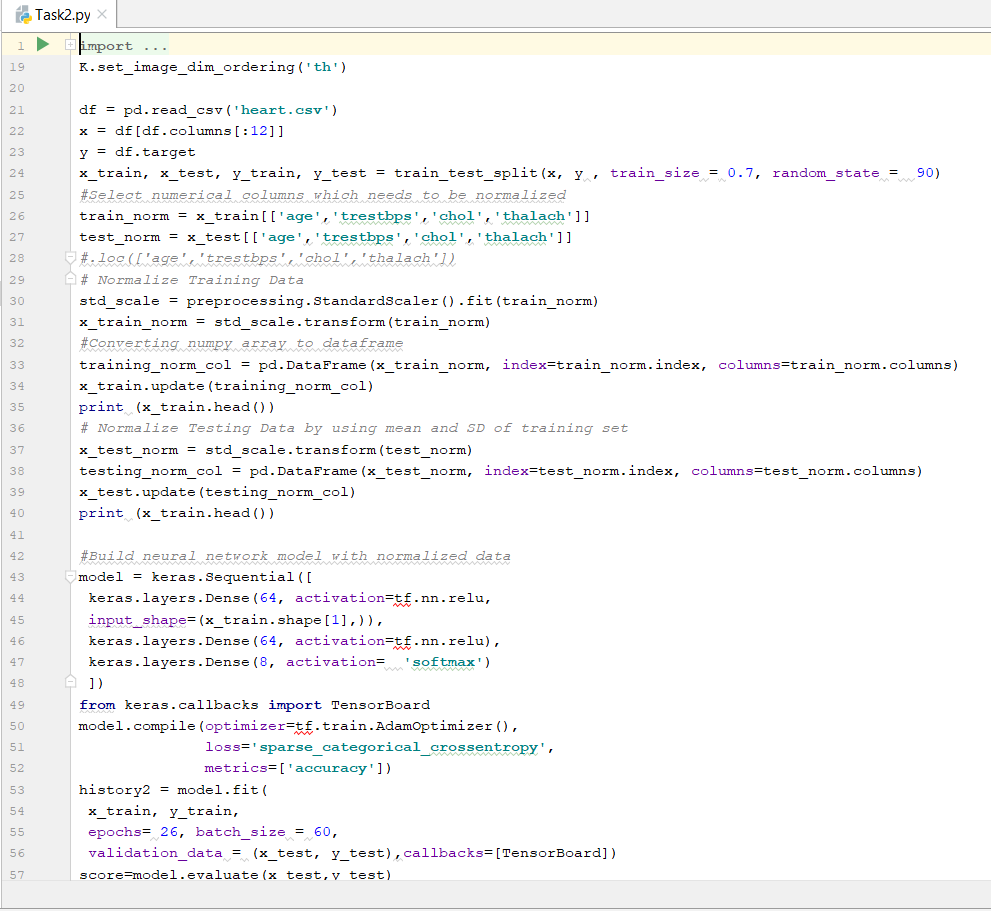 Task2.py
1 import ...
19 K.set_image_dim_ordering('th')
20
21 df = pd.read_csv('heart.csv')
22 x = df[df.columns[:12]]
23 y = df.target
24 x_train, x_test, y_train, y_test = train_test_split(x, y , train_size = 0.7, random_state =  90)
25 #Select numerical columns which needs to be normalized
26 train_norm = x_train[['age','trestbps','chol','thalach']]
27 test_norm = x_test[['age','trestbps','chol','thalach']]
28 #.loc(['age','trestbps','chol','thalach'])
29 # Normalize Training Data
30 std_scale = preprocessing.StandardScaler().fit(train_norm)
31 x_train_norm = std_scale.transform(train_norm)
32 #Converting numpy array to dataframe
33 training_norm_col = pd.DataFrame(x_train_norm, index=train_norm.index, columns=train_norm.columns)
34 x_train.update(training_norm_col)
35 print (x_train.head())
36 # Normalize Testing Data by using mean and SD of training set
37 x_test_norm = std_scale.transform(test_norm)
38 testing_norm_col = pd.DataFrame(x_test_norm, index=test_norm.index, columns=test_norm.columns)
39 x_test.update(testing_norm_col)
40 print (x_train.head())
41
42 #Build neural network model with normalized data
43 model = keras.Sequential([
44  keras.layers.Dense(64, activation=tf.nn.relu,
45  input_shape=(x_train.shape[1],)),
46  keras.layers.Dense(64, activation=tf.nn.relu),
47  keras.layers.Dense(8, activation=  'softmax')
48  ])
49 from keras.callbacks import TensorBoard
50 model.compile(optimizer=tf.train.AdamOptimizer(),
51               loss='sparse_categorical_crossentropy',
52               metrics=['accuracy'])
53 history2 = model.fit(
54  x_train, y_train,
55  epochs= 26, batch_size = 60,
56  validation_data = (x_test, y_test),callbacks=[TensorBoard])
57 score=model.evaluate(x_test,y_test)